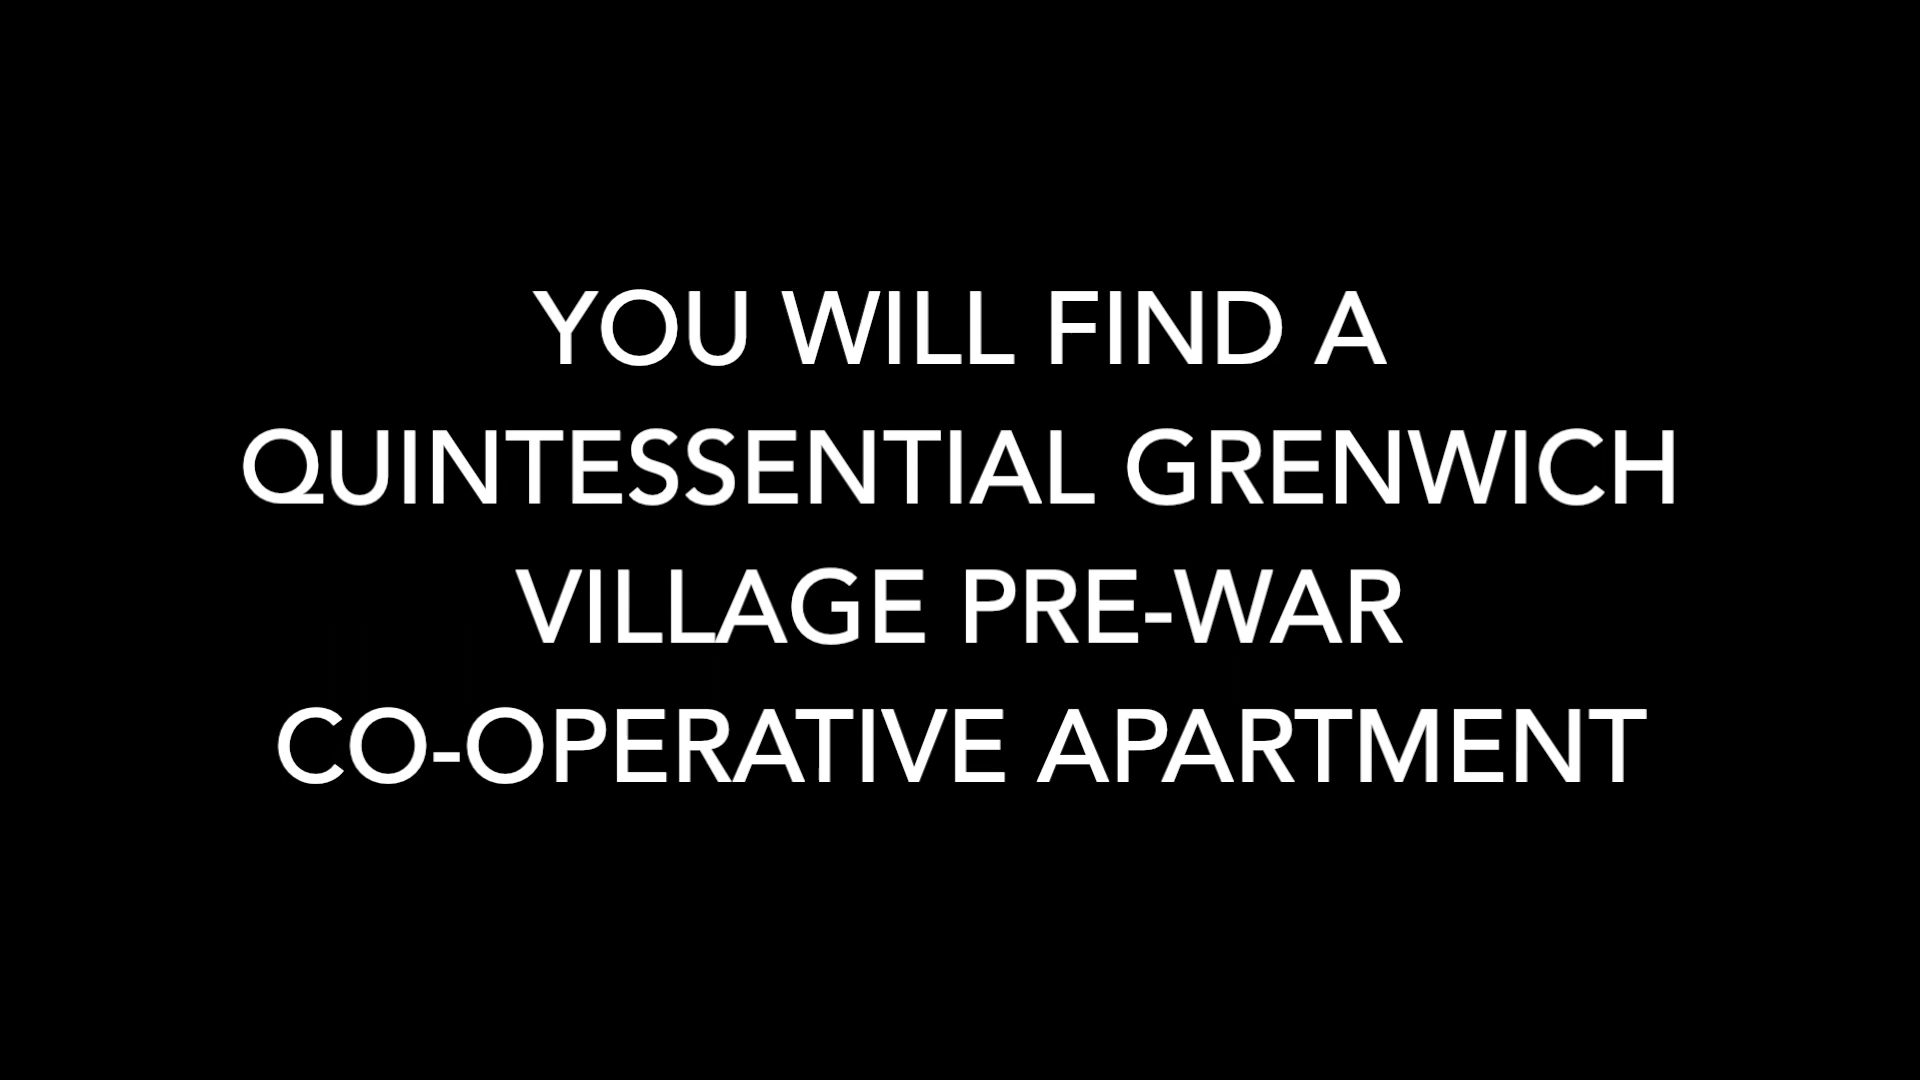 YOU WILL FIND A
QUINTESSENTIAL GRENWICH
VILLAGE PRE-WAR
CO-OPERATIVE APARTMENT